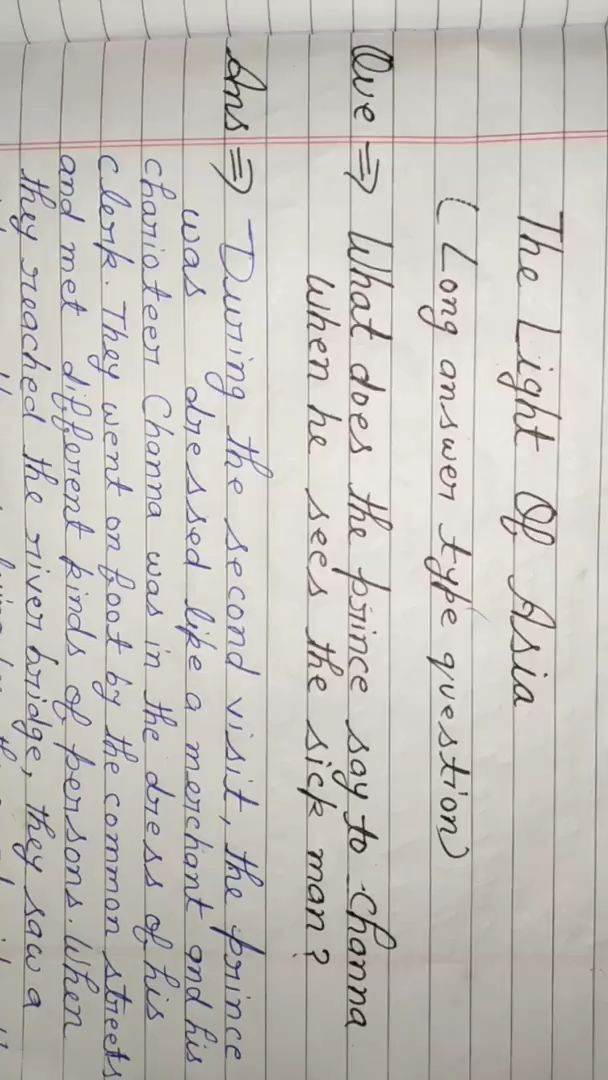 The Light Of Asia
(Long answer type question)
Que ⇒ What does the prince say to Channa
when he sees the sick man?
Ans ⇒ During the second visit, the prince
was dressed like a merchant and his
charioteer Channa was in the dress of his
clerk. They went on foot by the common streets
and met different kinds of persons. When
they reached the river bridge, they saw a